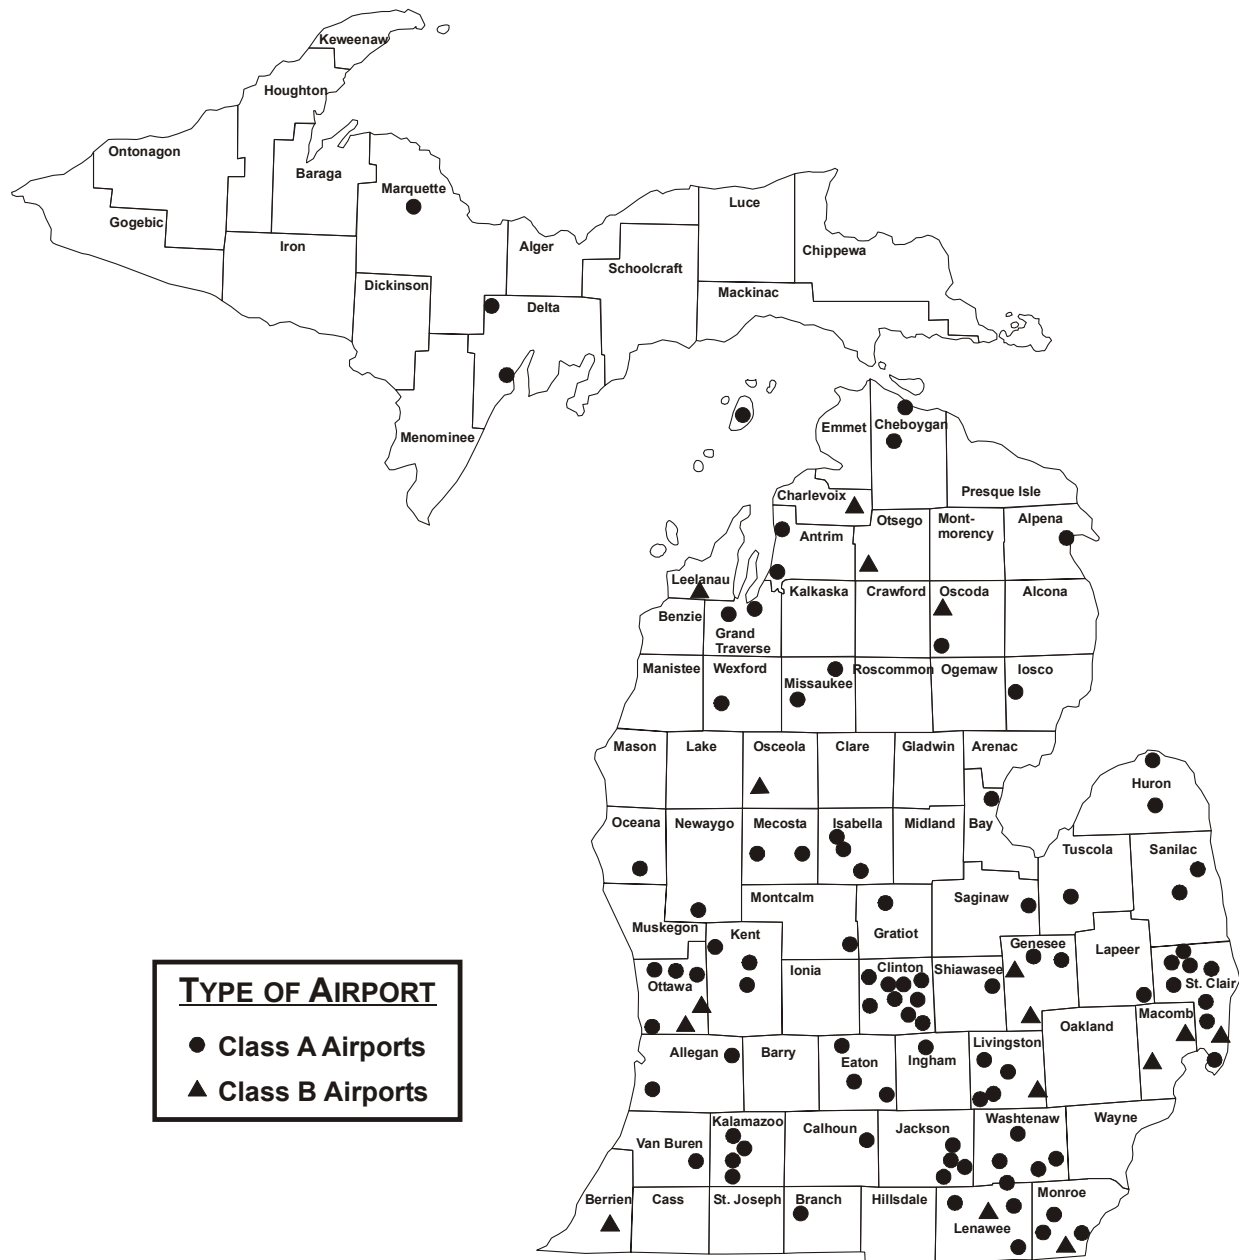 Keweenaw
Houghton
Ontonagon
Baraga
Marquette
Gogebic
Iron
Alger
Luce
Chippewa
Schoolcraft
Dickinson
Mackinac
Delta
Menominee
Emmet
Cheboygan
Charlevoix
Presque Isle
Antrim
Otsego
Mont-
morency
Alpena
Leelanau
Benzie
Kalkaska
Crawford
Oscoda
Alcona
Grand
Traverse
Manistee
Wexford
Missaukee
Roscommon
Ogemaw
Iosco
Mason
Lake
Osceola
Clare
Gladwin
Arenac
Huron
Oceana
Newaygo
Mecosta
Isabella
Midland
Bay
Tuscola
Sanilac
Montcalm
Saginaw
Muskegon
Kent
Gratiot
Genesee
Lapeer
Ionia
Clinton
Shiawasee
St. Clair
Ottawa
Macomb
Oakland
Allegan
Barry
Eaton
Ingham
Livingston
Van Buren
Kalamazoo
Calhoun
Jackson
Washtenaw
Wayne
Berrien
Cass
St. Joseph
Branch
Hillsdale
Lenawee
Monroe
TYPE OF AIRPORT
Class A Airports
Class B Airports